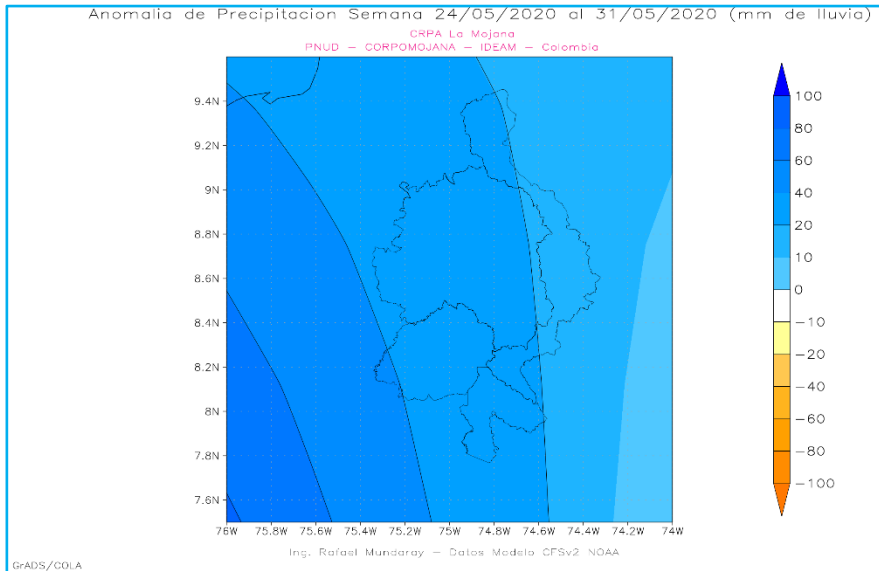 Anomalia de Precipitacion Semana 24/05/2020 al 31/05/2020 (mm de lluvia)
CRPA La Mojana
PNUD – CORPOMOJANA – IDEAM – Colombia
9.4N
9.2N
9N
8.8N
8.6N
8.4N
8.2N
8N
7.8N
7.6N
76W 75.8W 75.6W 75.4W 75.2W 75W 74.8W 74.6W 74.4W 74.2W 74W
100
80
60
40
20
10
0
−10
−20
−40
−60
−80
−100
Ing. Rafael Mundaray – Datos Modelo CFSv2 NOAA
GrADS/COLA